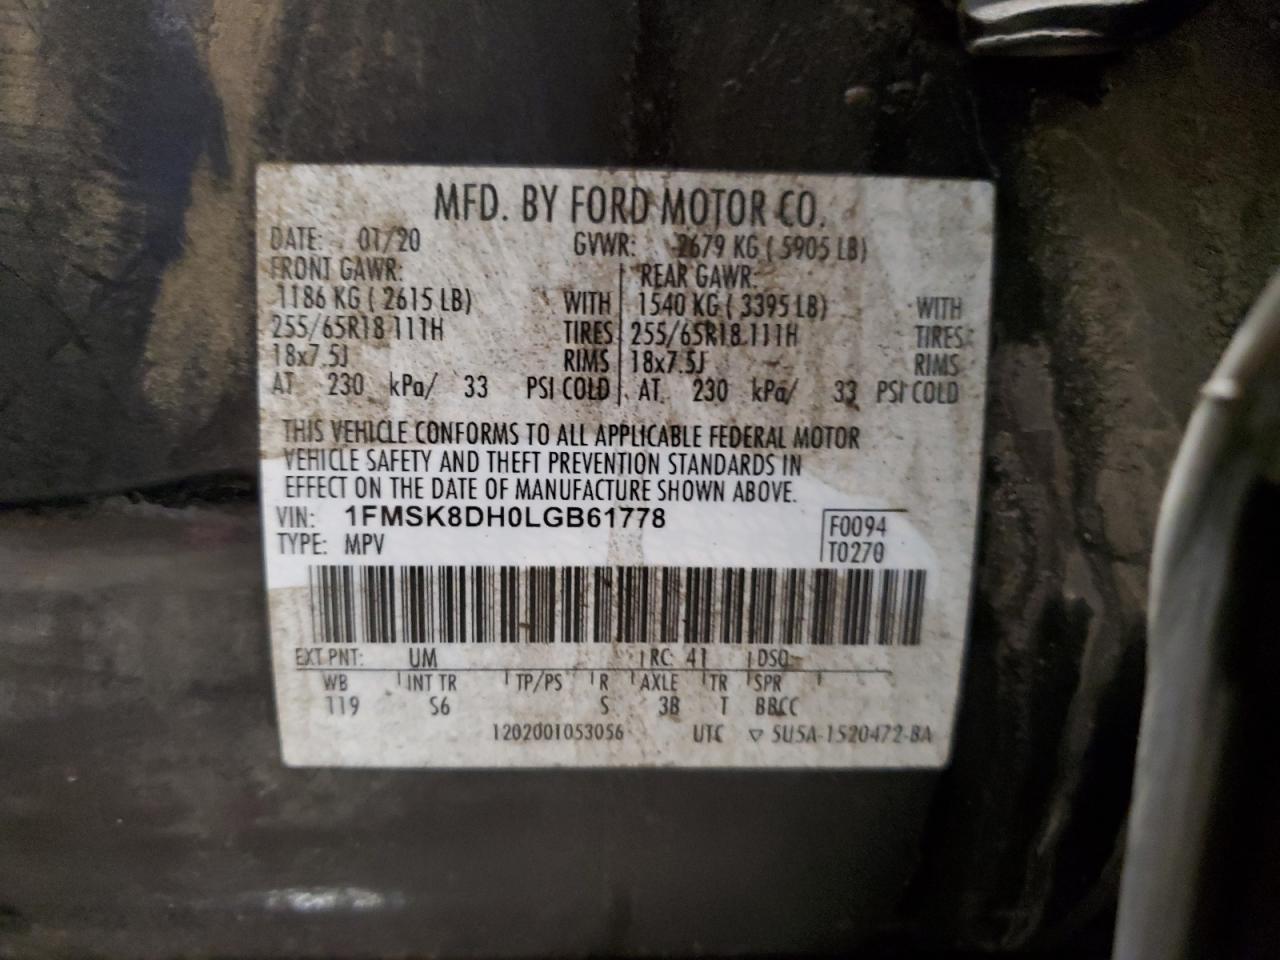 MFD. BY FORD MOTOR CO.
DATE: 01/20 GVWR: 2679 KG ( 5905 LB)
FRONT GAWR: REAR GAWR:
1186 KG ( 2615 LB) WITH 1540 KG ( 3395 LB) WITH
255/65R18 111H TIRES 255/65R18 111H TIRES
18x7.5J RIMS 18x7.5J RIMS
AT 230 kPa/ 33 PSI COLD AT 230 kPa/ 33 PSI COLD
THIS VEHICLE CONFORMS TO ALL APPLICABLE FEDERAL MOTOR
VEHICLE SAFETY AND THEFT PREVENTION STANDARDS IN
EFFECT ON THE DATE OF MANUFACTURE SHOWN ABOVE.
VIN: 1FMSK8DH0LGB61778 F0094
TYPE: MPV T0270
EXT PNT: UM RC: 41 DSO:
WB INT TR TP/PS R AXLE TR SPR
119 S6 S 3B T BBCC
1202001053056 UTC ▽ 5U5A-1520472-BA